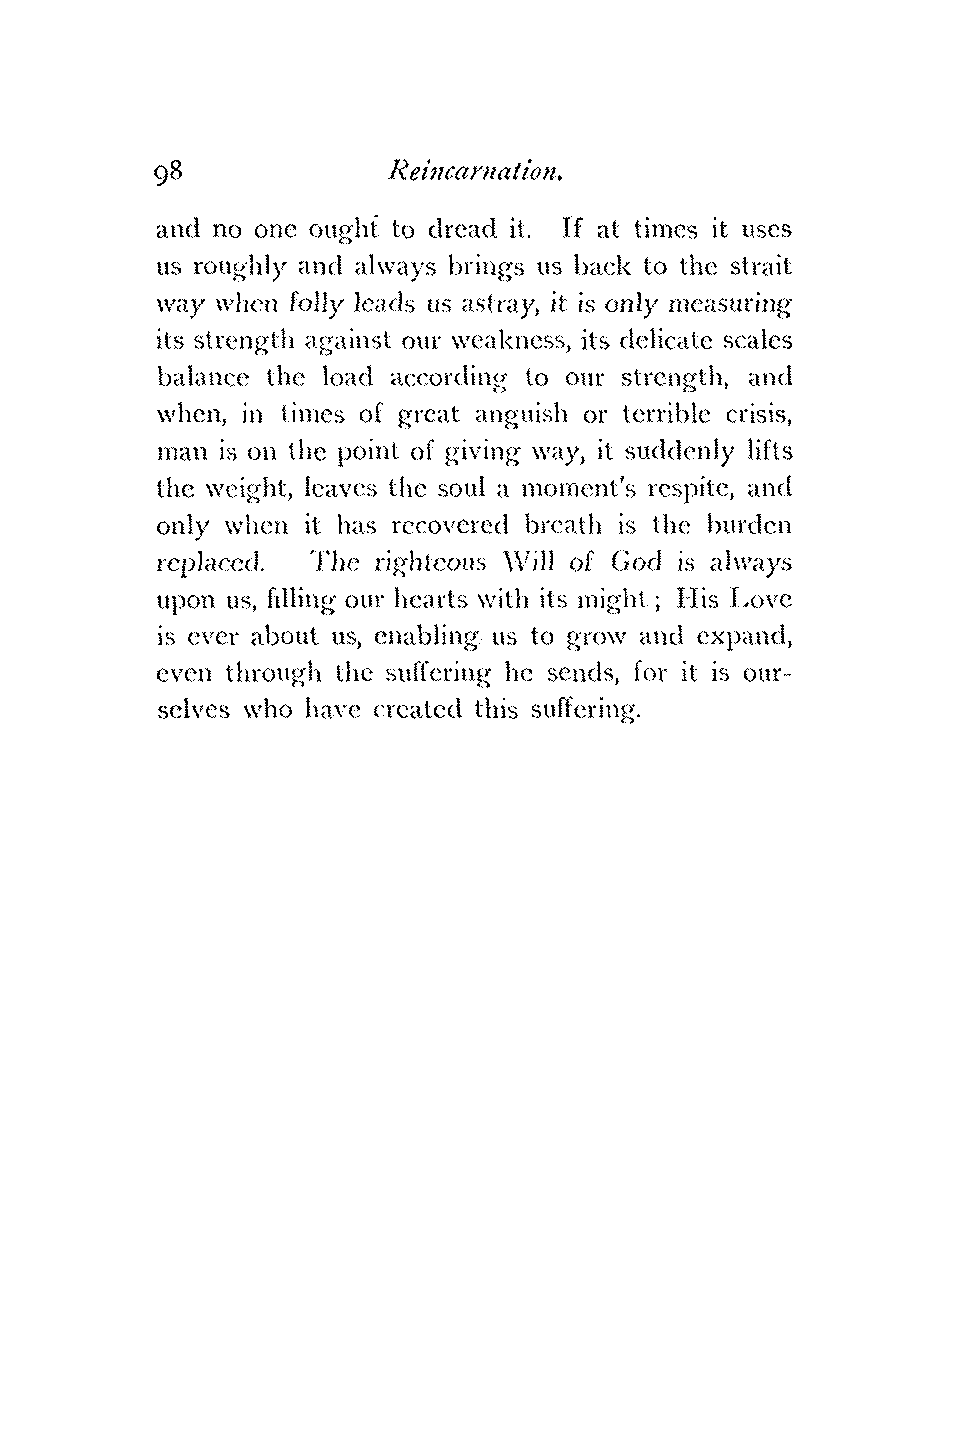 98 Reincarnation.
and no one ought to dread it. If at times it uses
us roughly and always brings us back to the strait
way when folly leads us astray, it is only measuring
its strength against our weakness, its delicate scales
balance the load according to our strength, and
when, in times of great anguish or terrible crisis,
man is on the point of giving way, it suddenly lifts
the weight, leaves the soul a moment's respite, and
only when it has recovered breath is the burden
replaced. The righteous Will of God is always
upon us, filling our hearts with its might ; His Love
is ever about us, enabling us to grow and expand,
even through the suffering he sends, for it is our-
selves who have created this suffering.